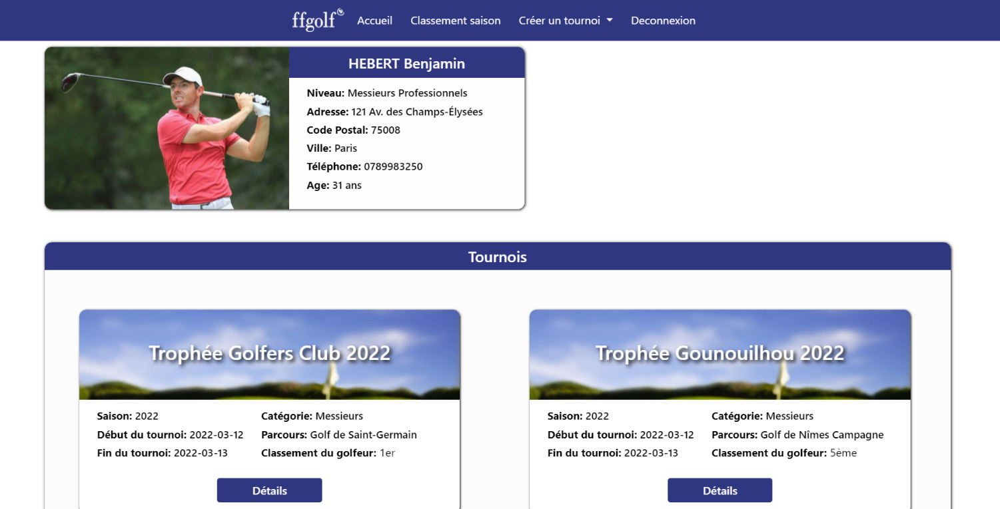 ffgolf Accueil Classement saison Créer un tournoi Deconnexion
HEBERT Benjamin
Niveau: Messieurs Professionnels
Adresse: 121 Av. des Champs-Élysées
Code Postal: 75008
Ville: Paris
Téléphone: 0789983250
Age: 31 ans
Tournois
Trophée Golfers Club 2022
Saison: 2022 Catégorie: Messieurs
Début du tournoi: 2022-03-12 Parcours: Golf de Saint-Germain
Fin du tournoi: 2022-03-13 Classement du golfeur: 1er
Détails
Trophée Gounouilhou 2022
Saison: 2022 Catégorie: Messieurs
Début du tournoi: 2022-03-12 Parcours: Golf de Nîmes Campagne
Fin du tournoi: 2022-03-13 Classement du golfeur: 5ème
Détails